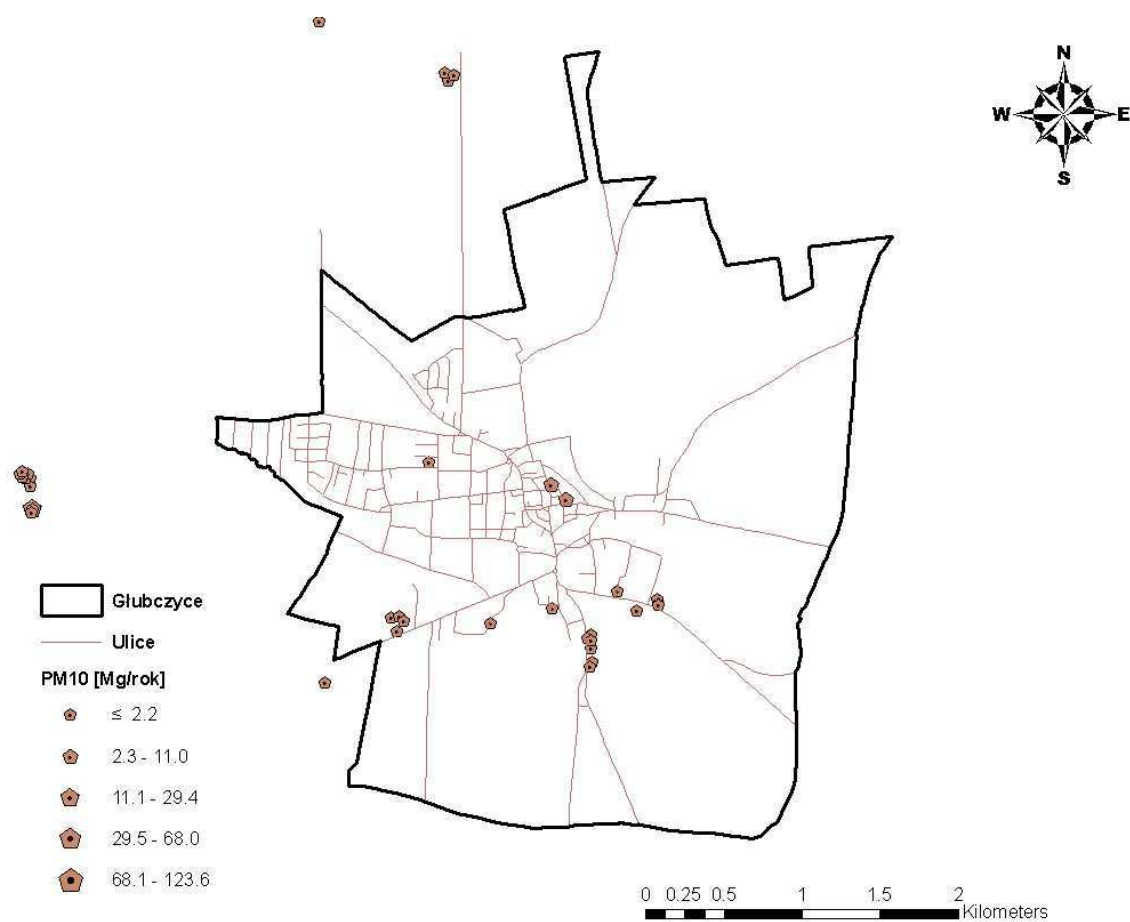 N
W E
S
Głubczyce
Ulice
PM10 [Mg/rok]
≤ 2.2
2.3 - 11.0
11.1 - 29.4
29.5 - 68.0
68.1 - 123.6
0 0.25 0.5 1 1.5 2
Kilometers